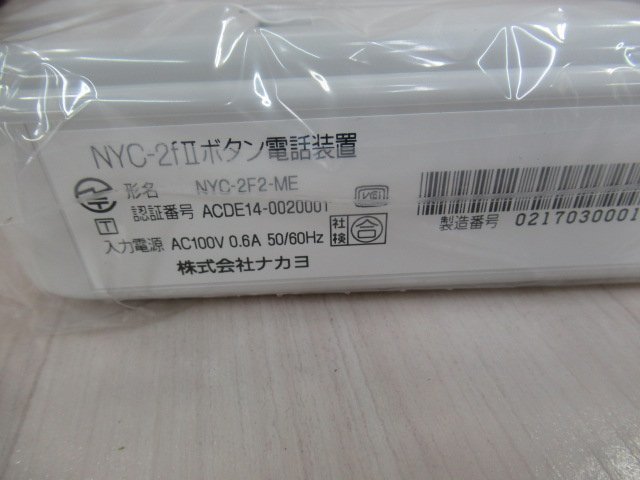 NYC-2fⅡボタン電話装置
形名 NYC-2F2-ME
VCCI
T 認証番号 ACDE14-0020001
製造番号 0217030001
入力電源 AC100V 0.6A 50/60Hz 社検 合
株式会社ナカヨ